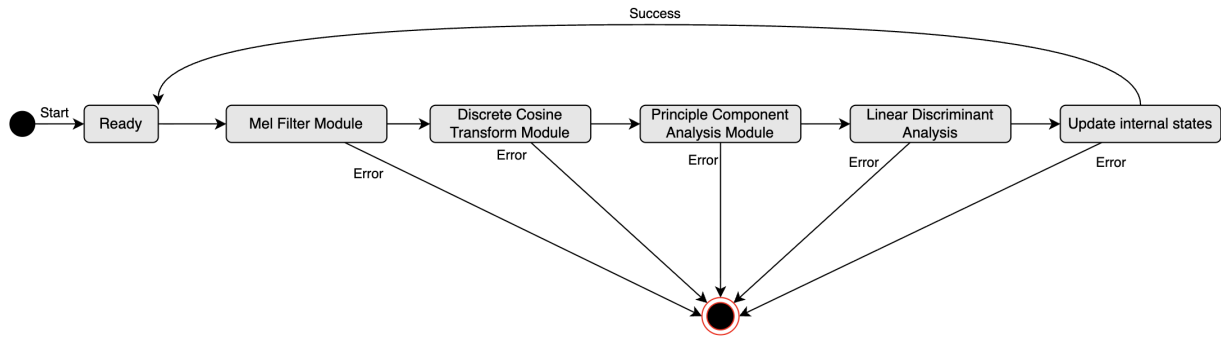 Success
Start
Ready
Mel Filter Module
Discrete Cosine
Transform Module
Principle Component
Analysis Module
Linear Discriminant
Analysis
Update internal states
Error
Error
Error
Error
Error